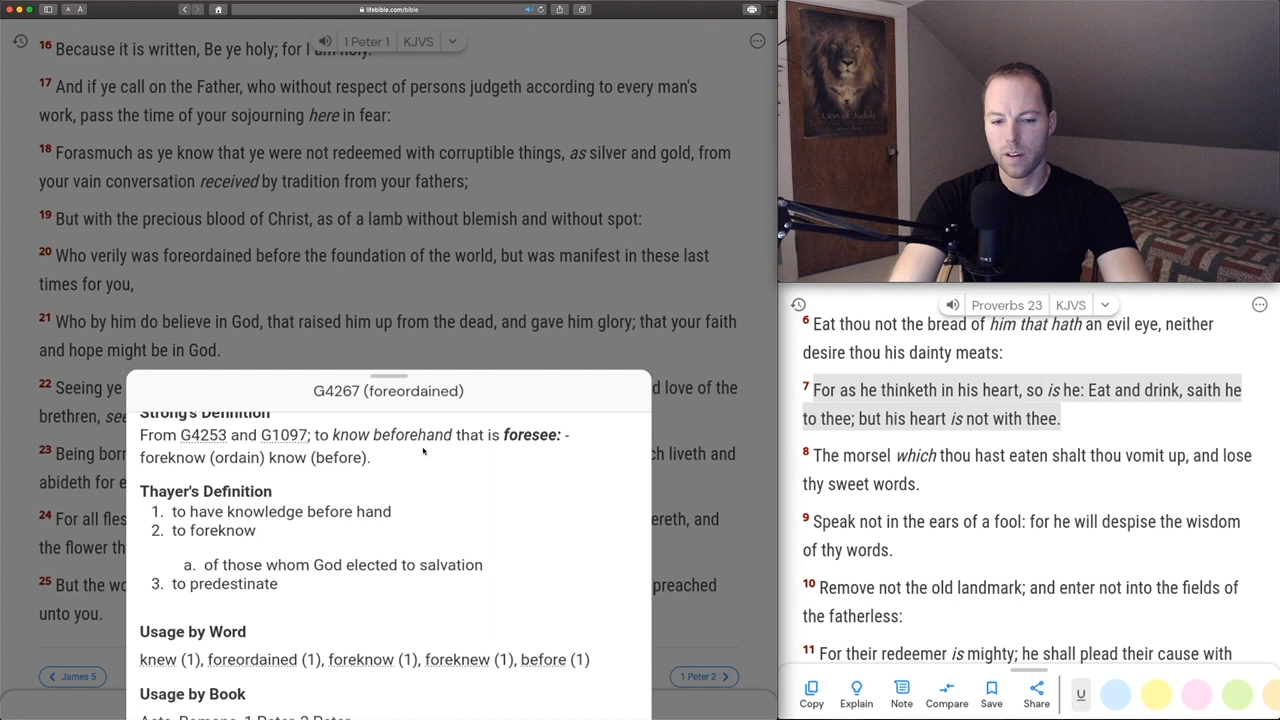 A A
lifebible.com/bible
16 Because it is written, Be ye holy; for I am holy.
1 Peter 1 KJVS
17 And if ye call on the Father, who without respect of persons judgeth according to every man's
work, pass the time of your sojourning here in fear:
18 Forasmuch as ye know that ye were not redeemed with corruptible things, as silver and gold, from
your vain conversation received by tradition from your fathers;
19 But with the precious blood of Christ, as of a lamb without blemish and without spot:
20 Who verily was foreordained before the foundation of the world, but was manifest in these last
times for you,
21 Who by him do believe in God, that raised him up from the dead, and gave him glory; that your faith
and hope might be in God.
22 Seeing ye
d love of the
brethren, see
23 Being born
ch liveth and
abideth for e
24 For all fles
ereth, and
the flower th
25 But the wo
preached
unto you.
James 5
1 Peter 2
G4267 (foreordained)
Strong's Definition
From G4253 and G1097; to know beforehand that is foresee: -
foreknow (ordain) know (before).
Thayer's Definition
1. to have knowledge before hand
2. to foreknow
a. of those whom God elected to salvation
3. to predestinate
Usage by Word
knew (1), foreordained (1), foreknow (1), foreknew (1), before (1)
Usage by Book
Acts, Romans, 1 Peter, 2 Peter
Lion of Judah
Proverbs 23 KJVS
6 Eat thou not the bread of him that hath an evil eye, neither
desire thou his dainty meats:
7 For as he thinketh in his heart, so is he: Eat and drink, saith he
to thee; but his heart is not with thee.
8 The morsel which thou hast eaten shalt thou vomit up, and lose
thy sweet words.
9 Speak not in the ears of a fool: for he will despise the wisdom
of thy words.
10 Remove not the old landmark; and enter not into the fields of
the fatherless:
11 For their redeemer is mighty; he shall plead their cause with
Copy Explain Note Compare Save Share U